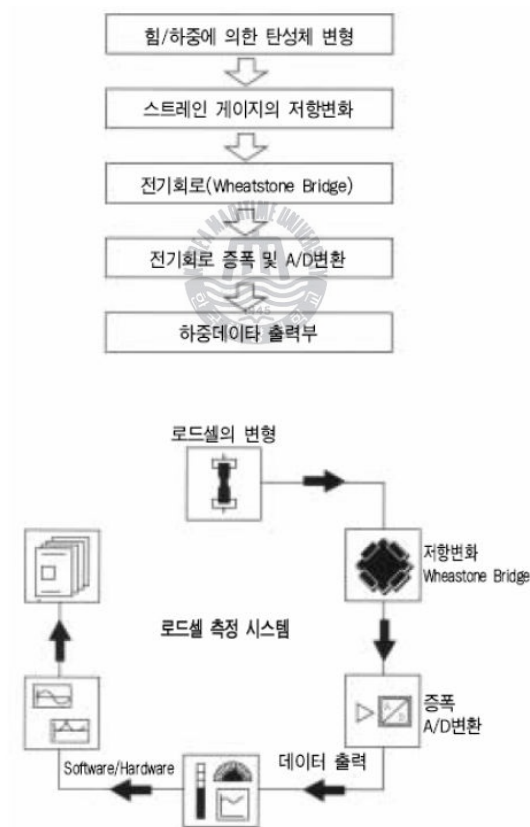 힘/하중에 의한 탄성체 변형
스트레인 게이지의 저항변화
전기회로(Wheatstone Bridge)
전기회로 증폭 및 A/D변환
하중데이타 출력부
KOREA MARITIME UNIVERSITY
1945
로드셀의 변형
저항변화
Wheastone Bridge
로드셀 측정 시스템
증폭
A/D변환
A
D
데이터 출력
Software/Hardware